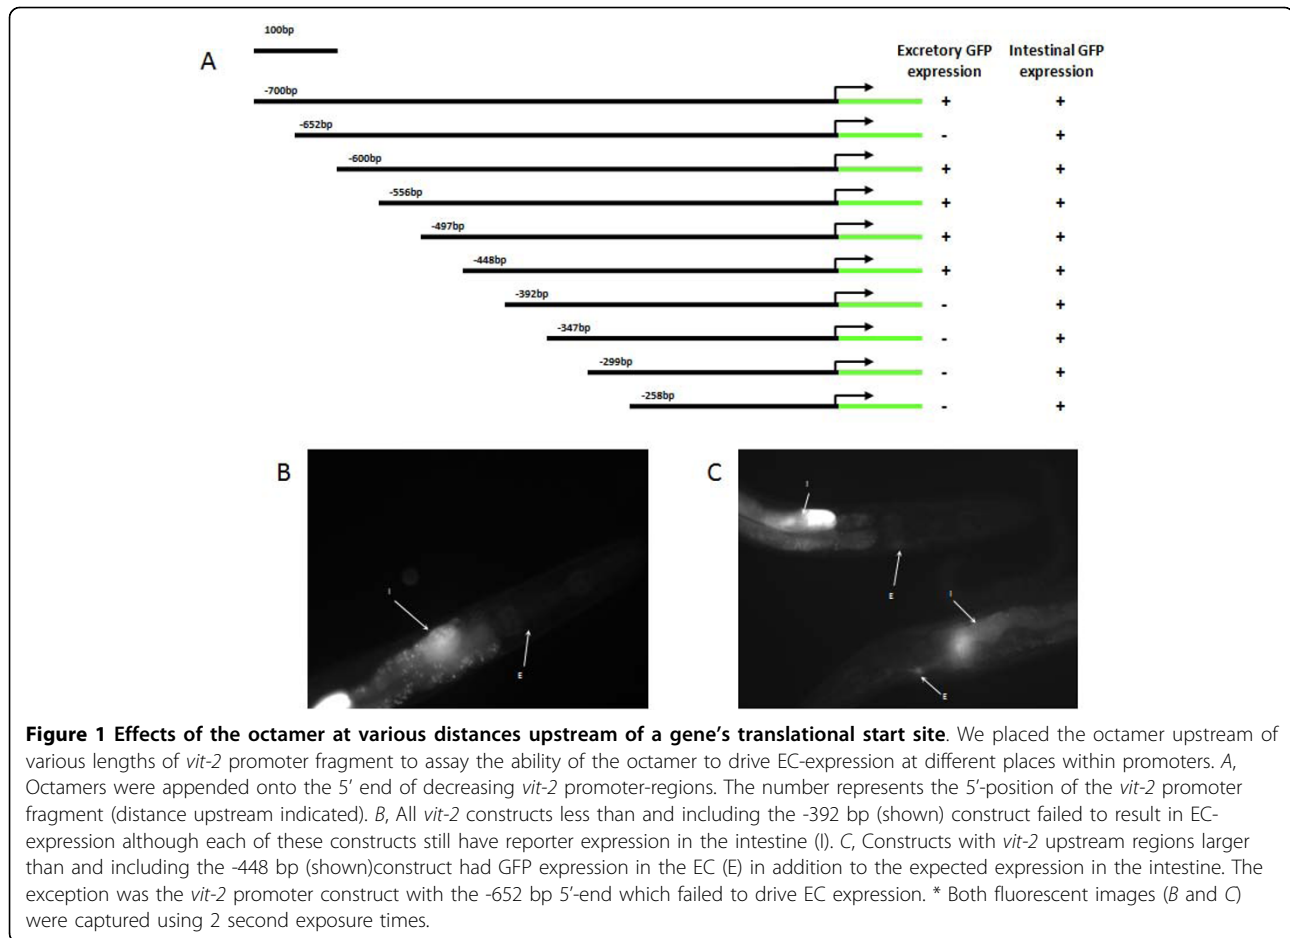 100bp
A
Excretory GFP expression
Intestinal GFP expression
-700bp + +
-652bp - +
-600bp + +
-556bp + +
-497bp + +
-448bp + +
-392bp - +
-347bp - +
-299bp - +
-258bp - +
B
I
E
C
I
E
I
E
Figure 1 Effects of the octamer at various distances upstream of a gene's translational start site. We placed the octamer upstream of
various lengths of vit-2 promoter fragment to assay the ability of the octamer to drive EC-expression at different places within promoters. A,
Octamers were appended onto the 5' end of decreasing vit-2 promoter-regions. The number represents the 5'-position of the vit-2 promoter
fragment (distance upstream indicated). B, All vit-2 constructs less than and including the -392 bp (shown) construct failed to result in EC-
expression although each of these constructs still have reporter expression in the intestine (I). C, Constructs with vit-2 upstream regions larger
than and including the -448 bp (shown)construct had GFP expression in the EC (E) in addition to the expected expression in the intestine. The
exception was the vit-2 promoter construct with the -652 bp 5'-end which failed to drive EC expression. * Both fluorescent images (B and C)
were captured using 2 second exposure times.